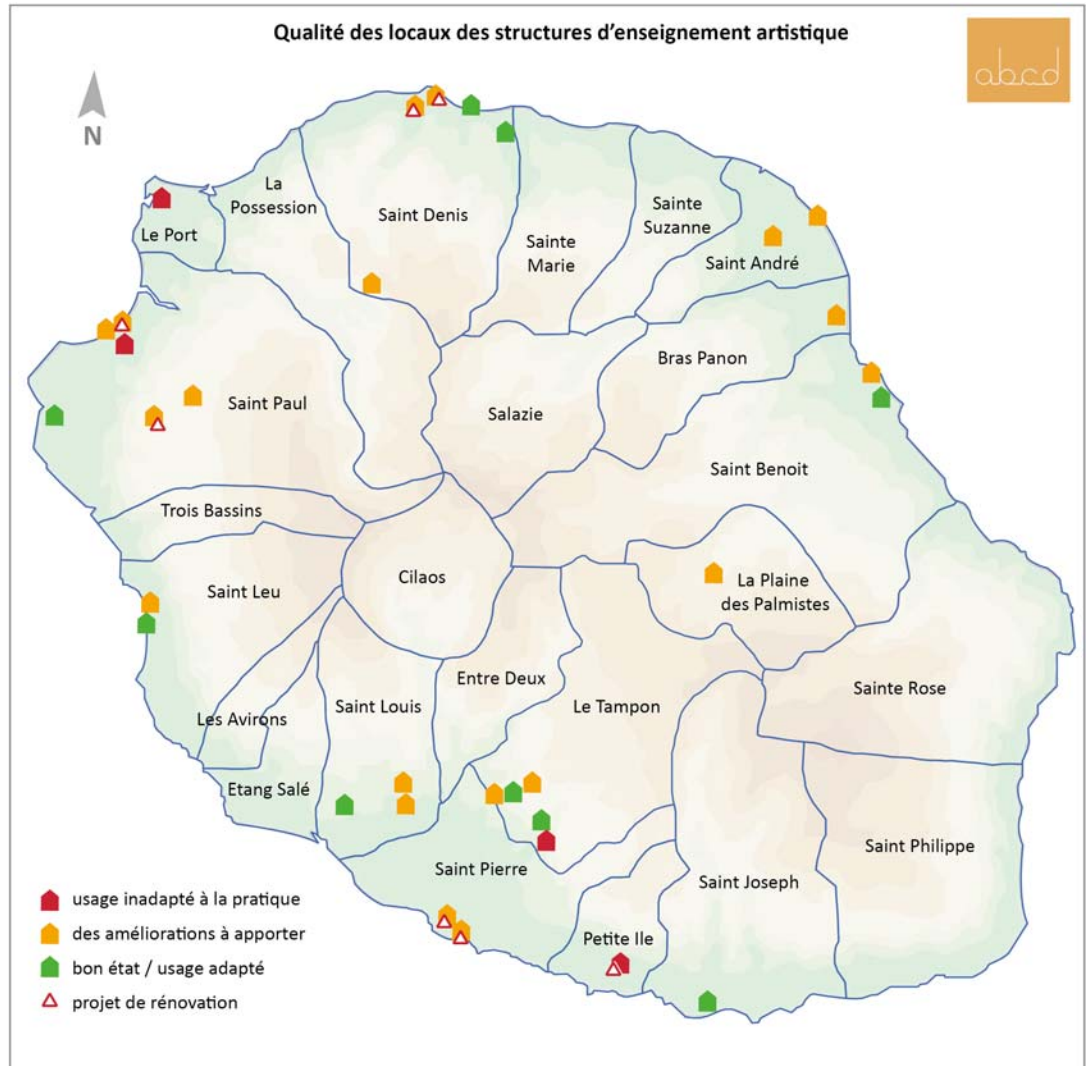 Qualité des locaux des structures d'enseignement artistique
abcd
N
La
Possession
Saint Denis
Le Port
Sainte
Marie
Sainte
Suzanne
Saint André
Bras Panon
Saint Paul
Salazie
Saint Benoit
Trois Bassins
Cilaos
Saint Leu
La Plaine
des Palmistes
Entre Deux
Sainte Rose
Saint Louis
Le Tampon
Les Avirons
Etang Salé
Saint Philippe
Saint Pierre
Saint Joseph
Petite Ile
usage inadapté à la pratique
des améliorations à apporter
bon état / usage adapté
projet de rénovation